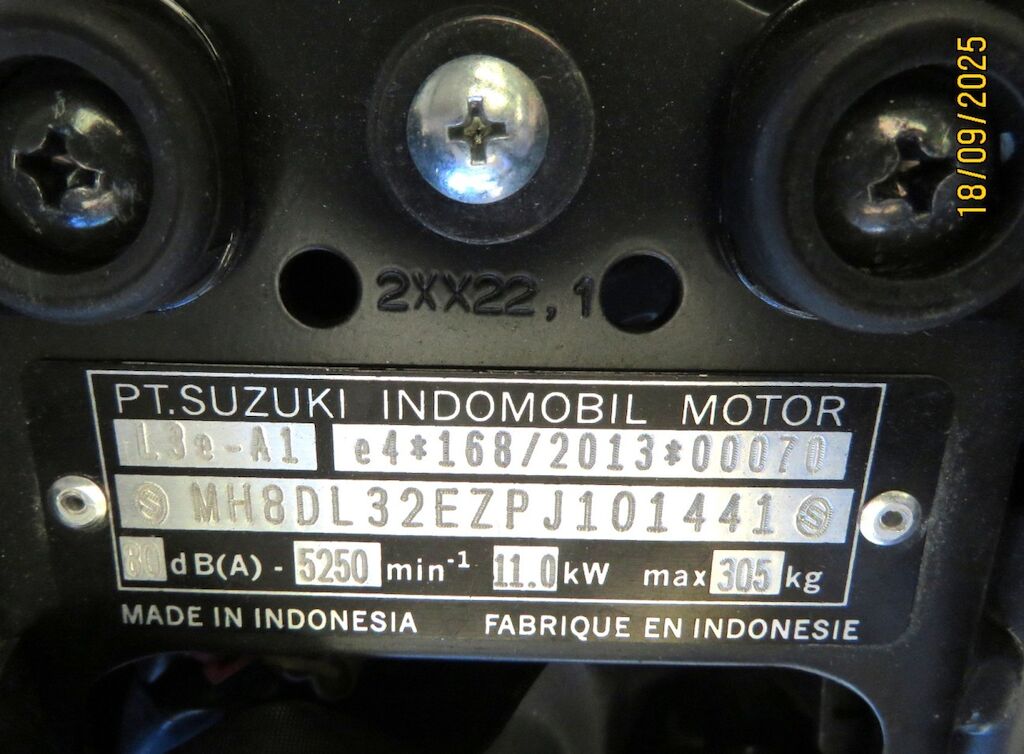 18/09/2025
2XX22,1
PT.SUZUKI INDOMOBIL MOTOR
L3e-A1 e4*168/2013*00070
MH8DL32EZPJ101441
80 dB(A) - 5250 min-1 11.0 kW max 305 kg
MADE IN INDONESIA FABRIQUE EN INDONESIE